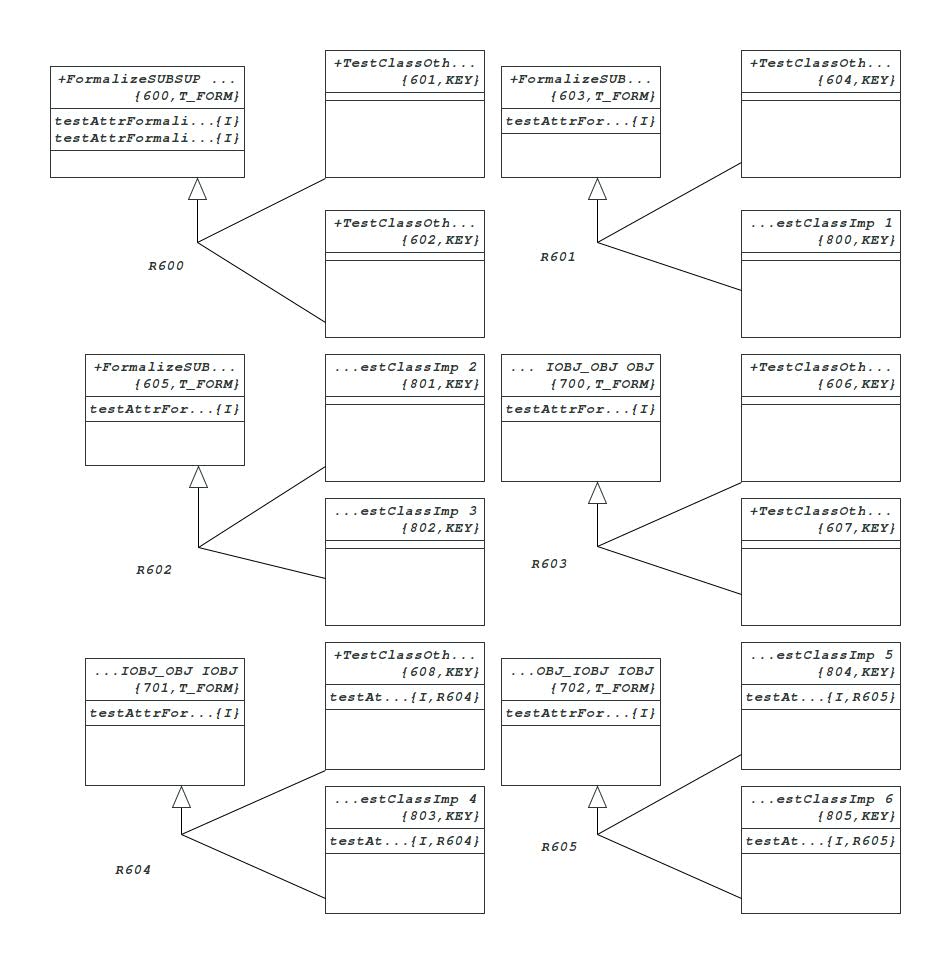 +FormalizeSUBSUP ...
{600,T_FORM}
testAttrFormali...{I}
testAttrFormali...{I}
+TestClassOth...
{601,KEY}
+TestClassOth...
{602,KEY}
R600
+FormalizeSUB...
{603,T_FORM}
testAttrFor...{I}
+TestClassOth...
{604,KEY}
...estClassImp 1
{800,KEY}
R601
+FormalizeSUB...
{605,T_FORM}
testAttrFor...{I}
...estClassImp 2
{801,KEY}
...estClassImp 3
{802,KEY}
R602
... IOBJ_OBJ OBJ
{700,T_FORM}
testAttrFor...{I}
+TestClassOth...
{606,KEY}
+TestClassOth...
{607,KEY}
R603
...IOBJ_OBJ IOBJ
{701,T_FORM}
testAttrFor...{I}
+TestClassOth...
{608,KEY}
testAt...{I,R604}
...estClassImp 4
{803,KEY}
testAt...{I,R604}
R604
...OBJ_IOBJ IOBJ
{702,T_FORM}
testAttrFor...{I}
...estClassImp 5
{804,KEY}
testAt...{I,R605}
...estClassImp 6
{805,KEY}
testAt...{I,R605}
R605